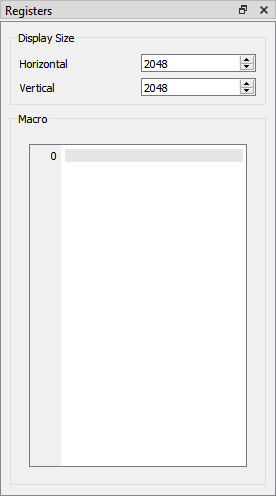 Registers
Display Size
Horizontal 2048
Vertical 2048
Macro
0